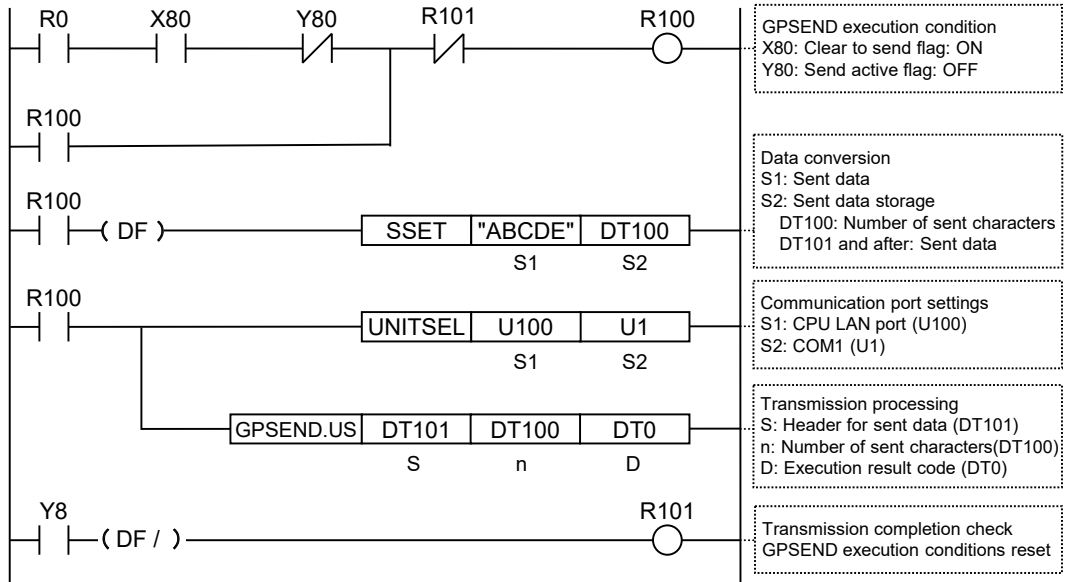 R0 X80 Y80 R101 R100
GPSEND execution condition
X80: Clear to send flag: ON
Y80: Send active flag: OFF
R100
R100
( DF )
SSET "ABCDE" DT100
S1 S2
Data conversion
S1: Sent data
S2: Sent data storage
DT100: Number of sent characters
DT101 and after: Sent data
R100
UNITSEL U100 U1
S1 S2
Communication port settings
S1: CPU LAN port (U100)
S2: COM1 (U1)
GPSEND.US DT101 DT100 DT0
S n D
Transmission processing
S: Header for sent data (DT101)
n: Number of sent characters(DT100)
D: Execution result code (DT0)
Y8 R101
( DF / )
Transmission completion check
GPSEND execution conditions reset